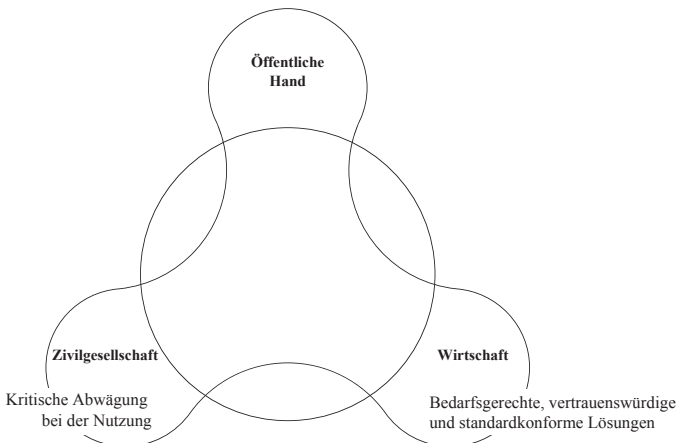 Öffentliche
Hand
Zivilgesellschaft
Kritische Abwägung
bei der Nutzung
Wirtschaft
Bedarfsgerechte, vertrauenswürdige
und standardkonforme Lösungen